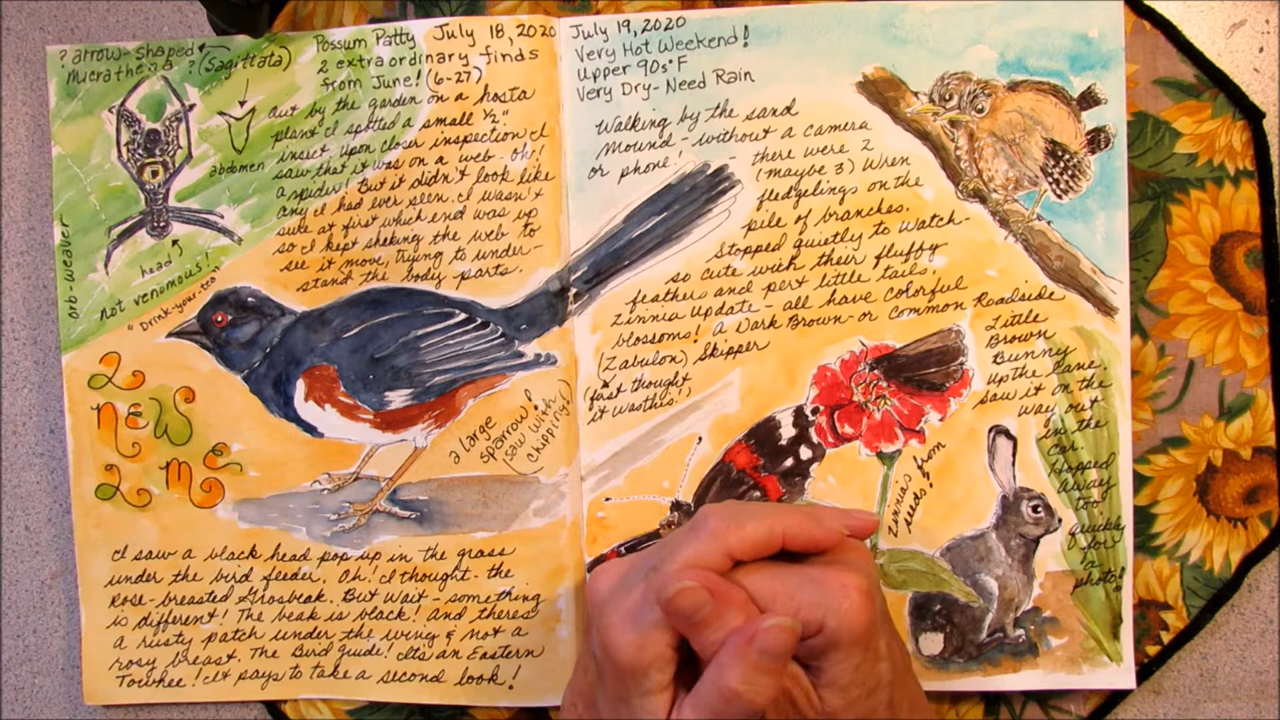 ? arrow-shaped
Micrathena ? (Sagittata)
abdomen
orb-weaver
head
not venomous!
"Drink-your-tea"
Possum Patty July 18, 2020
2 extraordinary finds
from June! (6-27)
Out by the garden on a hosta
plant I spotted a small ½"
insect upon closer inspection I
saw that it was on a web - Oh!
a spider! But it didn't look like
any I had ever seen. I wasn't
sure at first which end was up
so I kept shaking the web to
see it move, trying to under-
stand the body parts.
2
NEW
2 ME
a large
sparrow?
(saw with
chipping!)
I saw a black head pop up in the grass
under the bird feeder. Oh! I thought - the
Rose-breasted Grosbeak. But Wait - something
is different! The beak is black! and there's
a rusty patch under the wing & not a
rosy breast. The Bird guide! Its an Eastern
Towhee! It pays to take a second look!
July 19, 2020
Very Hot Weekend!
Upper 90s°F
Very Dry - Need Rain
Walking by the sand
Mound - without a camera
or phone! - there were 2
(maybe 3) Wren
fledgelings on the
pile of branches.
Stopped quietly to Watch -
so cute with their fluffy
feathers and pert little tails.
Zinnia Update - all have colorful
blossoms! A Dark Brown - or Common Roadside
(Zabulon) Skipper
(first thought
it was this!)
zinnias from
seeds!
Little
Brown
Bunny
up the Lane.
Saw it on the
way out
in the
car.
Hopped
away
too
quickly
for
a
photo!